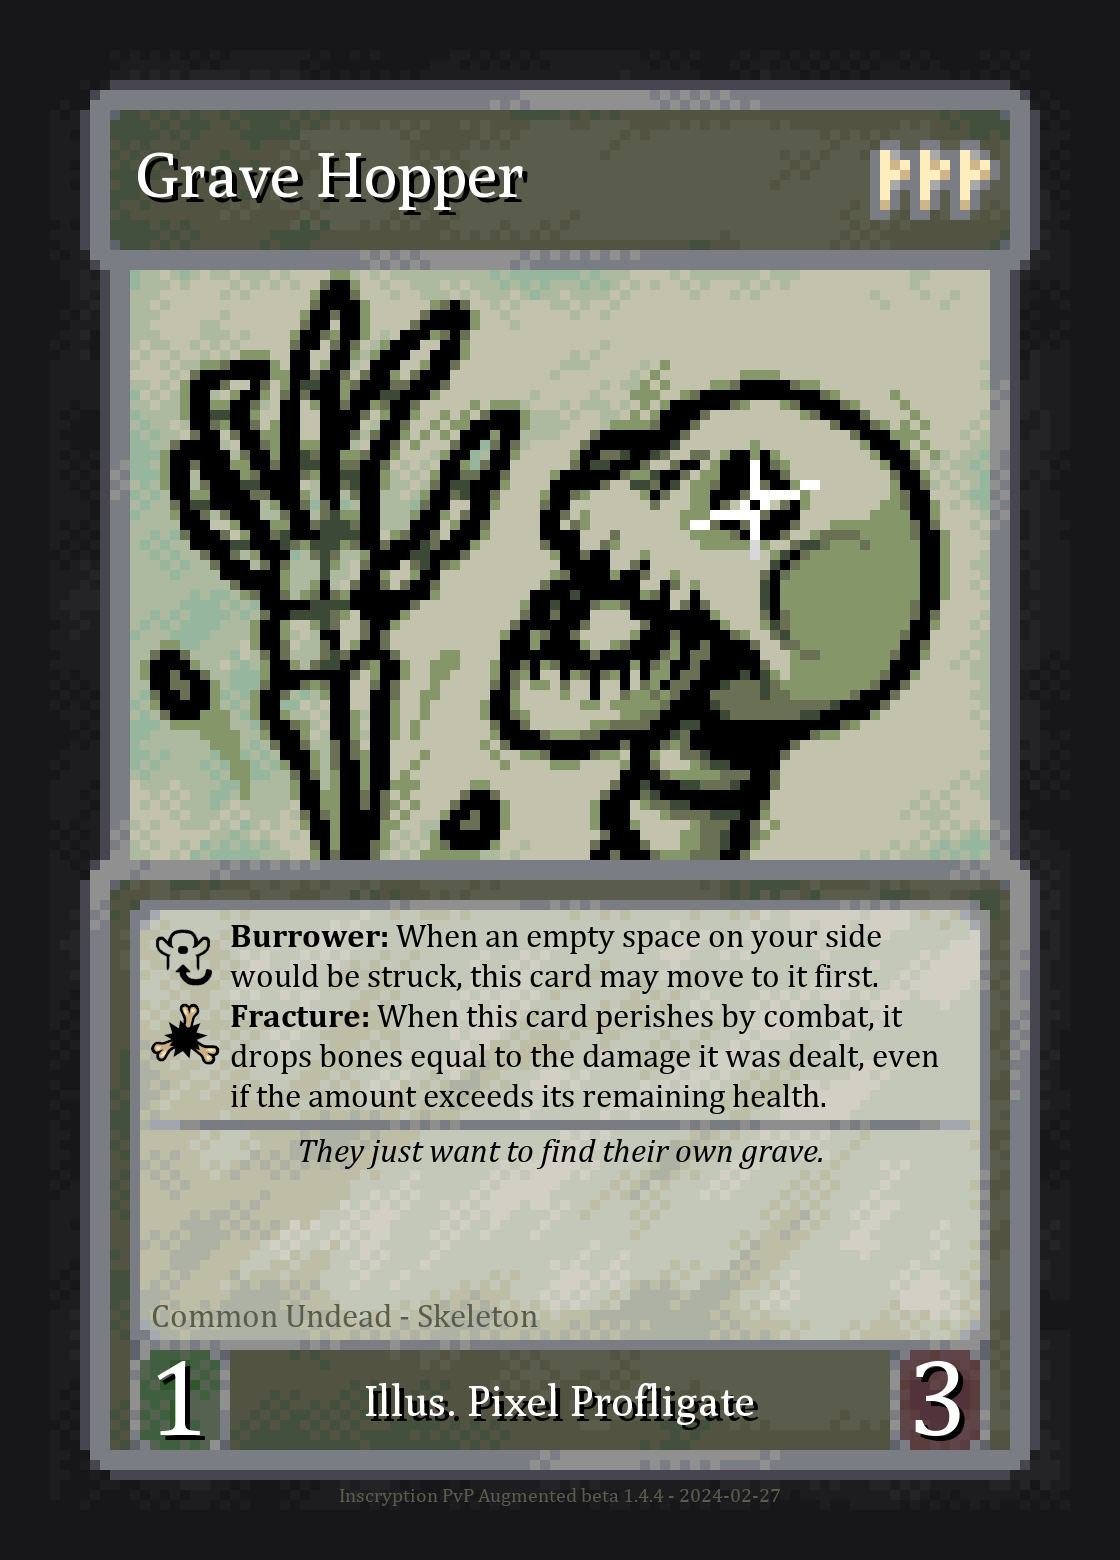 Grave Hopper
Burrower: When an empty space on your side
would be struck, this card may move to it first.
Fracture: When this card perishes by combat, it
drops bones equal to the damage it was dealt, even
if the amount exceeds its remaining health.
They just want to find their own grave.
Common Undead - Skeleton
1
Illus. Pixel Profligate
3
Inscryption PvP Augmented beta 1.4.4 - 2024-02-27